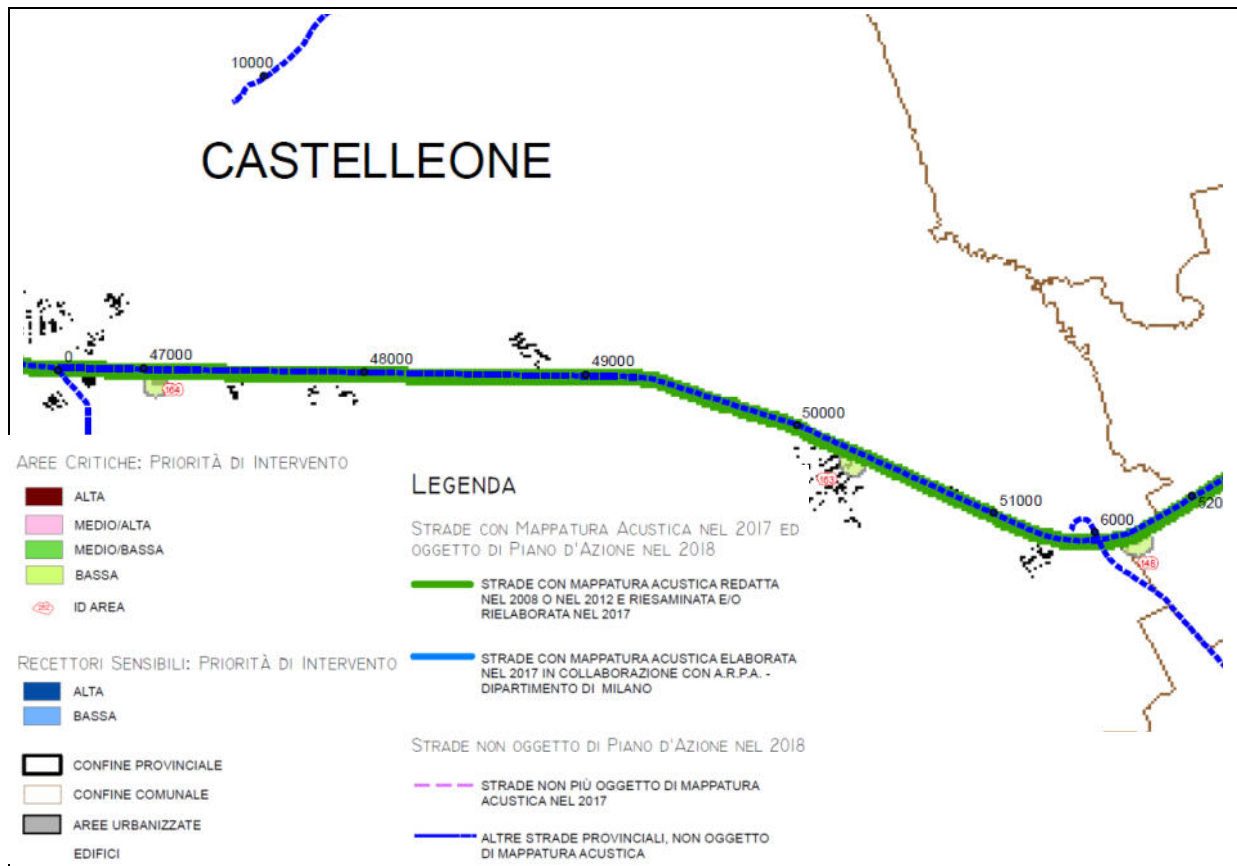 10000
CASTELLEONE
0
47000
48000
49000
164
50000
163
51000
6000
520
148
AREE CRITICHE: PRIORITÀ DI INTERVENTO
ALTA
MEDIO/ALTA
MEDIO/BASSA
BASSA
282 ID AREA
RECETTORI SENSIBILI: PRIORITÀ DI INTERVENTO
ALTA
BASSA
CONFINE PROVINCIALE
CONFINE COMUNALE
AREE URBANIZZATE
EDIFICI
LEGENDA
STRADE CON MAPPATURA ACUSTICA NEL 2017 ED
OGGETTO DI PIANO D'AZIONE NEL 2018
STRADE CON MAPPATURA ACUSTICA REDATTA
NEL 2008 O NEL 2012 E RIESAMINATA E/O
RIELABORATA NEL 2017
STRADE CON MAPPATURA ACUSTICA ELABORATA
NEL 2017 IN COLLABORAZIONE CON A.R.P.A. -
DIPARTIMENTO DI MILANO
STRADE NON OGGETTO DI PIANO D'AZIONE NEL 2018
STRADE NON PIÙ OGGETTO DI MAPPATURA
ACUSTICA NEL 2017
ALTRE STRADE PROVINCIALI, NON OGGETTO
DI MAPPATURA ACUSTICA